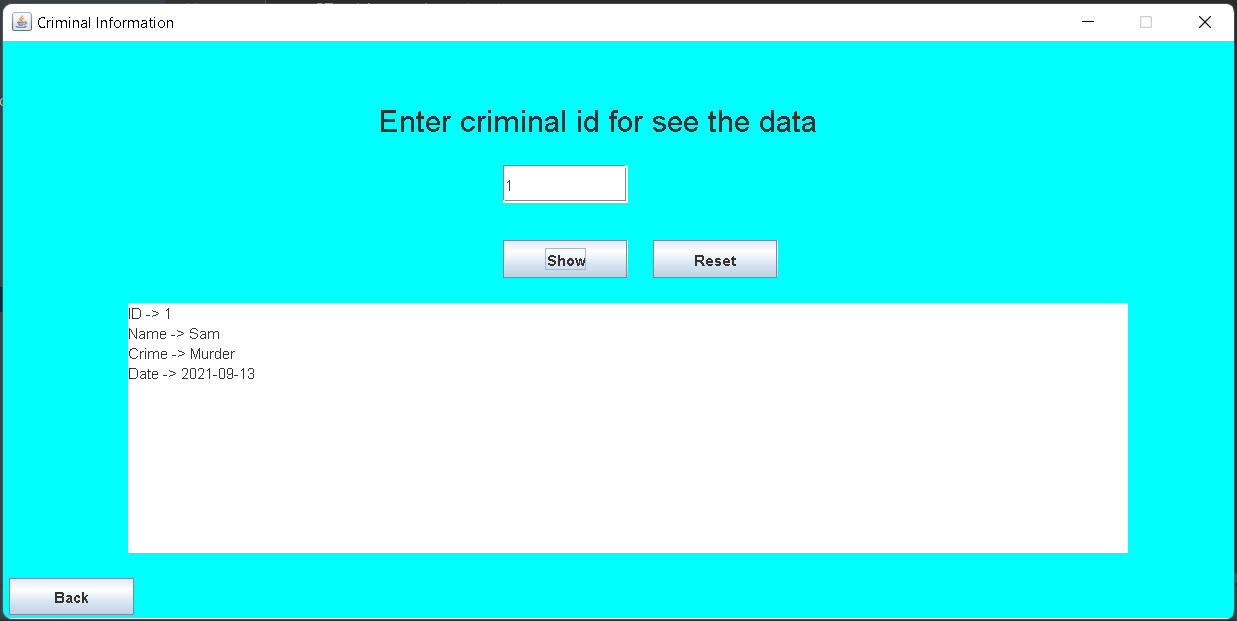 Criminal Information
Enter criminal id for see the data
1
Show Reset
ID -> 1
Name -> Sam
Crime -> Murder
Date -> 2021-09-13
Back